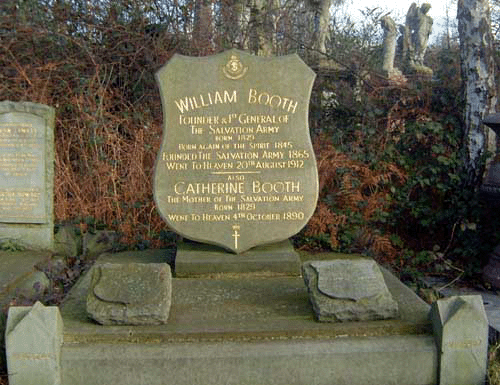 WILLIAM BOOTH
FOUNDER & 1ST GENERAL OF
THE SALVATION ARMY
BORN 1829
BORN AGAIN OF THE SPIRIT 1845
FOUNDED THE SALVATION ARMY 1865
WENT TO HEAVEN 20TH AUGUST 1912
ALSO
CATHERINE BOOTH
THE MOTHER OF THE SALVATION ARMY
BORN 1829
WENT TO HEAVEN 4TH OCTOBER 1890